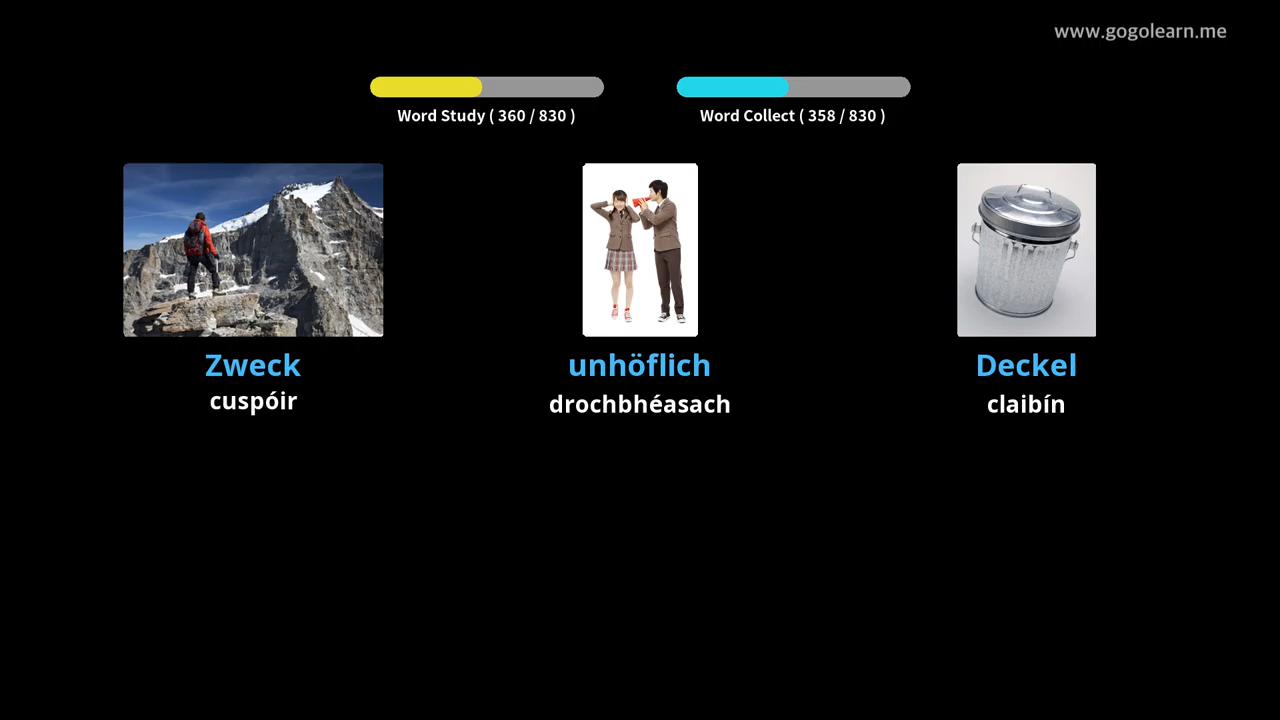 www.gogolearn.me
Word Study ( 360 / 830 )
Word Collect ( 358 / 830 )
Zweck
cuspóir
unhöflich
drochbhéasach
Deckel
claibín